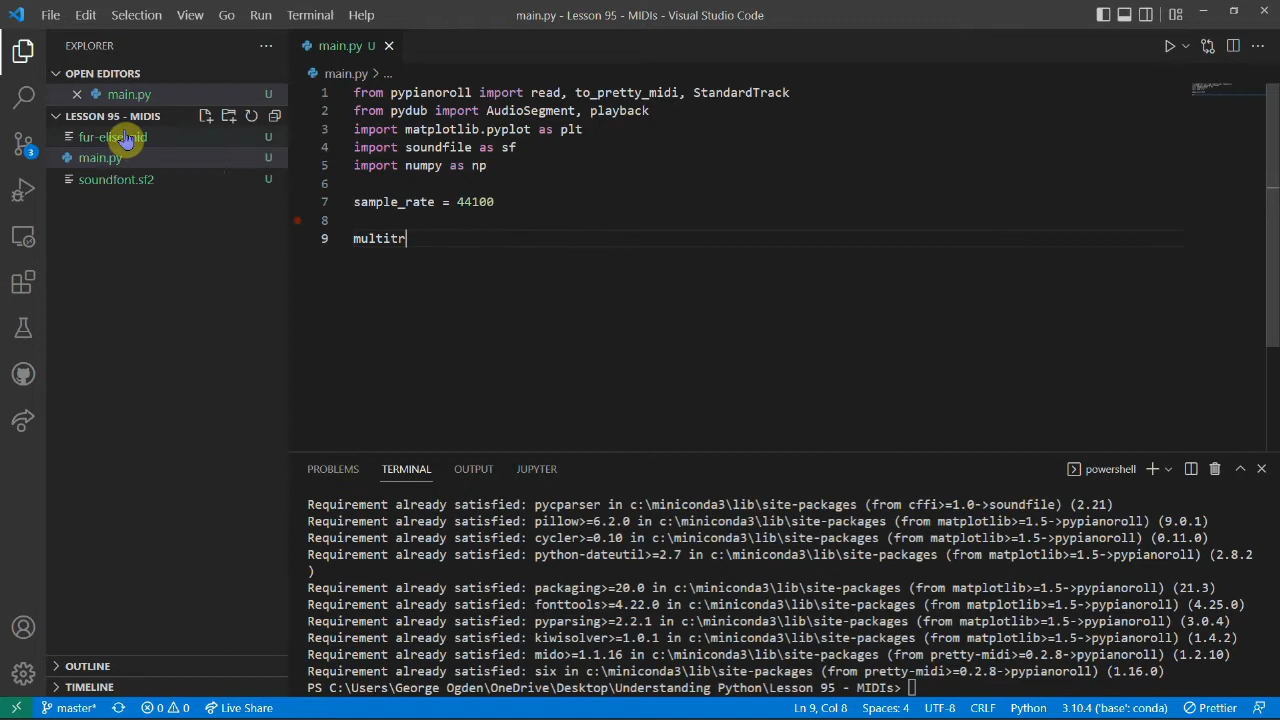 File Edit Selection View Go Run Terminal Help main.py - Lesson 95 - MIDIs - Visual Studio Code
EXPLORER
OPEN EDITORS
main.py U
LESSON 95 - MIDIS
fur-elise.mid U
main.py U
soundfont.sf2 U
OUTLINE
TIMELINE
main.py U
main.py > ...
1 from pypianoroll import read, to_pretty_midi, StandardTrack
2 from pydub import AudioSegment, playback
3 import matplotlib.pyplot as plt
4 import soundfile as sf
5 import numpy as np
6
7 sample_rate = 44100
8
9 multitr
PROBLEMS TERMINAL OUTPUT JUPYTER powershell
Requirement already satisfied: pycparser in c:\miniconda3\lib\site-packages (from cffi>=1.0->soundfile) (2.21)
Requirement already satisfied: pillow>=6.2.0 in c:\miniconda3\lib\site-packages (from matplotlib>=1.5->pypianoroll) (9.0.1)
Requirement already satisfied: cycler>=0.10 in c:\miniconda3\lib\site-packages (from matplotlib>=1.5->pypianoroll) (0.11.0)
Requirement already satisfied: python-dateutil>=2.7 in c:\miniconda3\lib\site-packages (from matplotlib>=1.5->pypianoroll) (2.8.2
)
Requirement already satisfied: packaging>=20.0 in c:\miniconda3\lib\site-packages (from matplotlib>=1.5->pypianoroll) (21.3)
Requirement already satisfied: fonttools>=4.22.0 in c:\miniconda3\lib\site-packages (from matplotlib>=1.5->pypianoroll) (4.25.0)
Requirement already satisfied: pyparsing>=2.2.1 in c:\miniconda3\lib\site-packages (from matplotlib>=1.5->pypianoroll) (3.0.4)
Requirement already satisfied: kiwisolver>=1.0.1 in c:\miniconda3\lib\site-packages (from matplotlib>=1.5->pypianoroll) (1.4.2)
Requirement already satisfied: mido>=1.1.16 in c:\miniconda3\lib\site-packages (from pretty-midi>=0.2.8->pypianoroll) (1.2.10)
Requirement already satisfied: six in c:\miniconda3\lib\site-packages (from pretty-midi>=0.2.8->pypianoroll) (1.16.0)
PS C:\Users\George Ogden\OneDrive\Desktop\Understanding Python\Lesson 95 - MIDIs>
3
master* 0 0 Live Share Ln 9, Col 8 Spaces: 4 UTF-8 CRLF Python 3.10.4 ('base': conda) Prettier